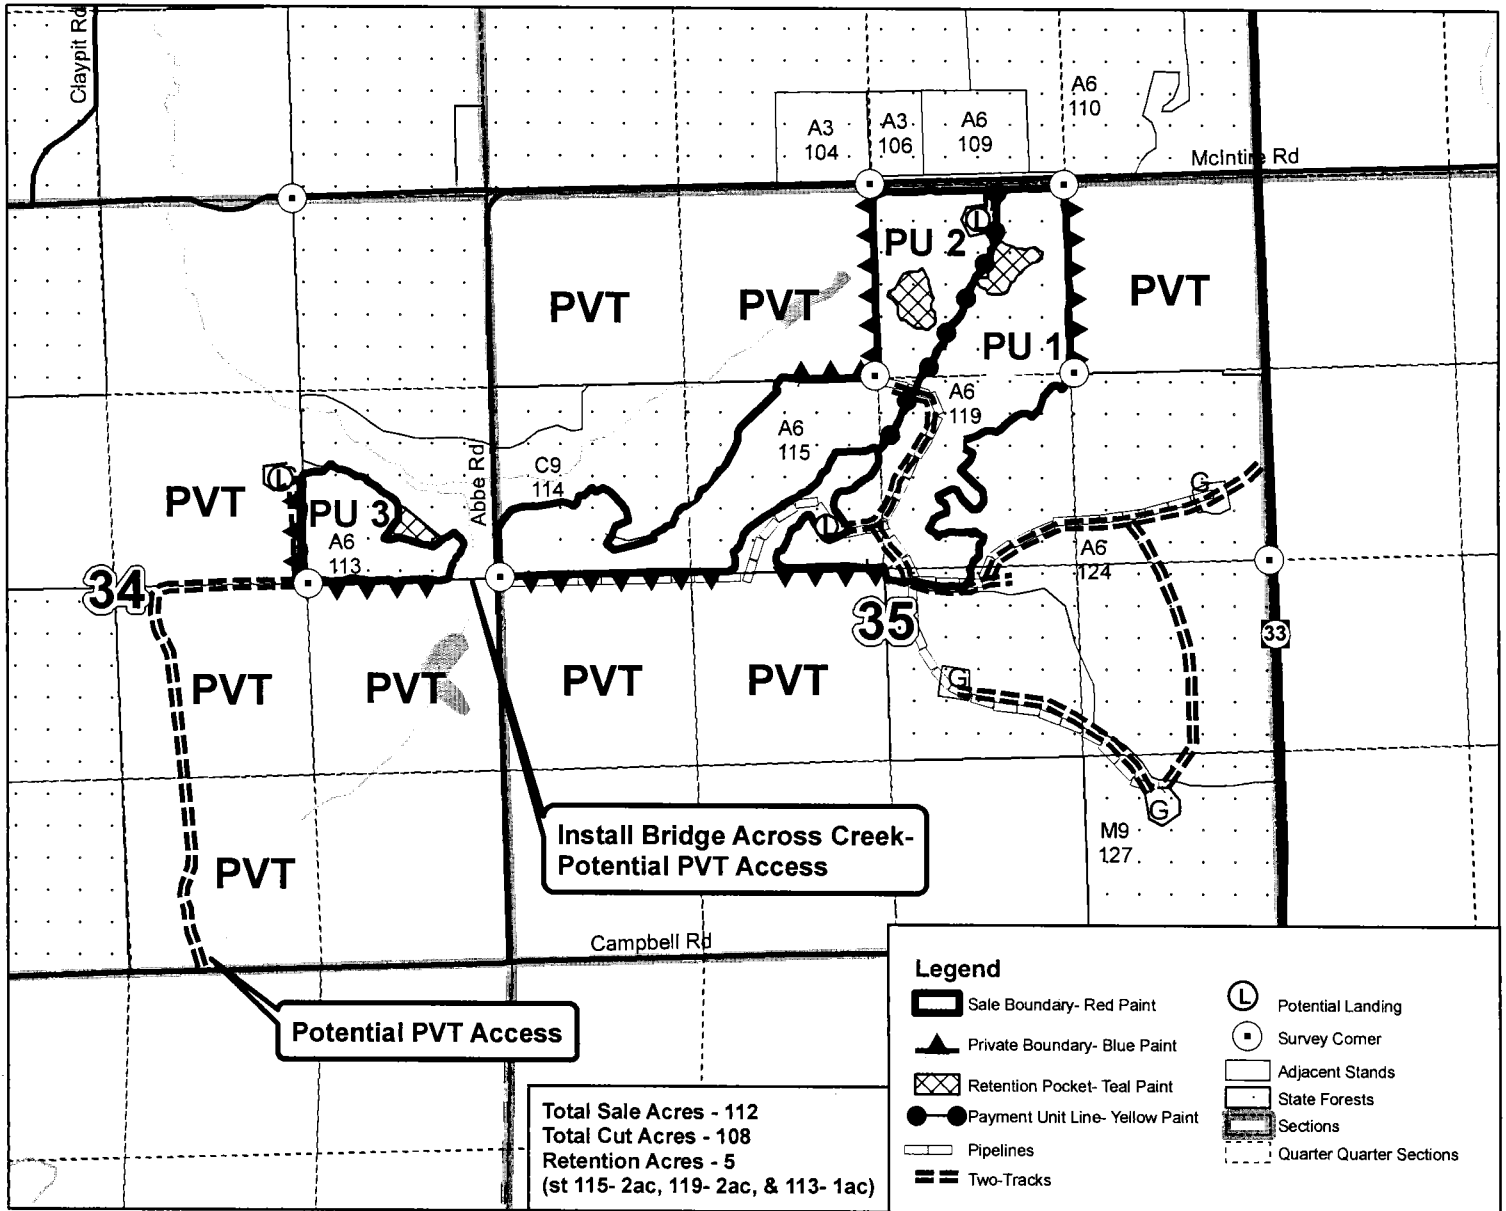 Claypit Rd
A6
110
A3
104
A3
106
A6
109
McIntire Rd
L
PU 2
PVT
PVT
PVT
PU 1
A6
119
A6
115
C9
114
Abbe Rd
L
PVT
PU 3
A6
113
L
G
A6
124
34
35
33
PVT
PVT
PVT
PVT
G
G
M9
127
Install Bridge Across Creek-
Potential PVT Access
PVT
Campbell Rd
Potential PVT Access
Total Sale Acres - 112
Total Cut Acres - 108
Retention Acres - 5
(st 115- 2ac, 119- 2ac, & 113- 1ac)
Legend
Sale Boundary- Red Paint
Private Boundary- Blue Paint
Retention Pocket- Teal Paint
Payment Unit Line- Yellow Paint
Pipelines
Two-Tracks
L
Potential Landing
Survey Corner
Adjacent Stands
State Forests
Sections
Quarter Quarter Sections